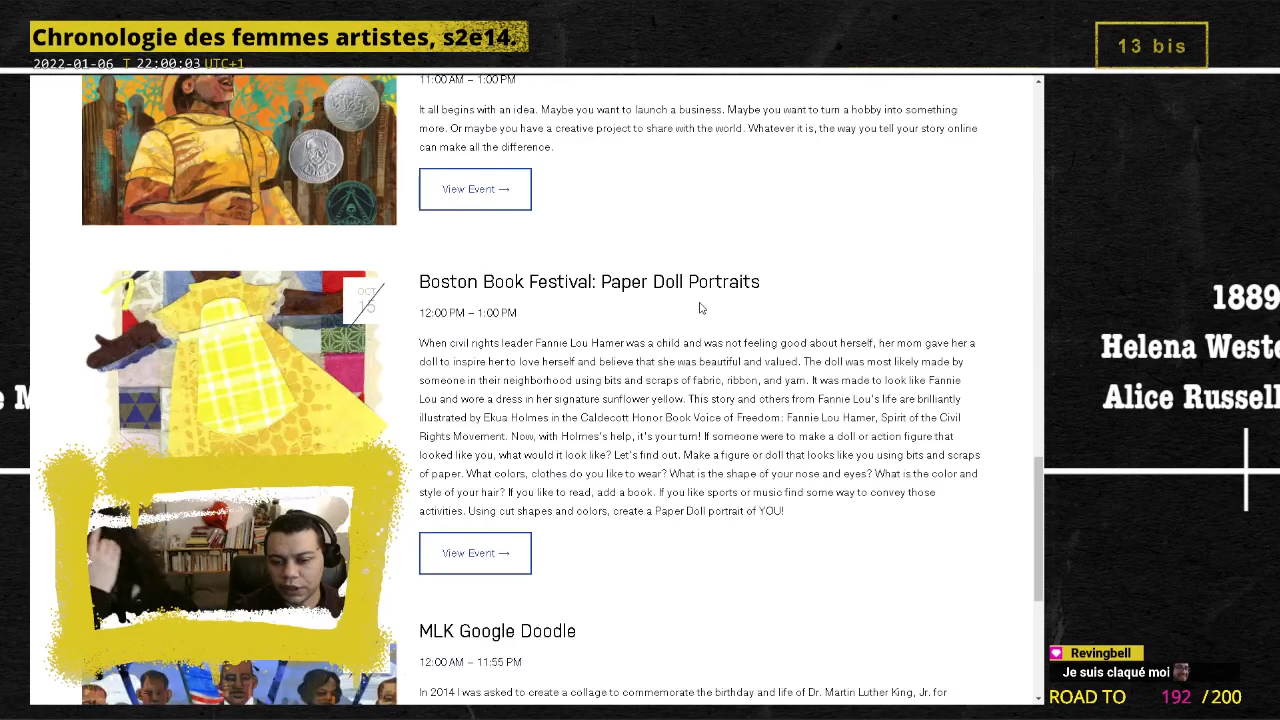 Chronologie des femmes artistes, s2e14.
2022-01-06 T 22:00:03 UTC+1
13 bis
11:00 AM – 1:00 PM
It all begins with an idea. Maybe you want to launch a business. Maybe you want to turn a hobby into something
more. Or maybe you have a creative project to share with the world. Whatever it is, the way you tell your story online
can make all the difference.
View Event →
OCT
15
Boston Book Festival: Paper Doll Portraits
12:00 PM – 1:00 PM
When civil rights leader Fannie Lou Hamer was a child and was not feeling good about herself, her mom gave her a
doll to inspire her to love herself and believe that she was beautiful and valued. The doll was most likely made by
someone in their neighborhood using bits and scraps of fabric, ribbon, and yarn. It was made to look like Fannie
Lou and wore a dress in her signature sunflower yellow. This story and others from Fannie Lou's life are brilliantly
illustrated by Ekua Holmes in the Caldecott Honor Book Voice of Freedom: Fannie Lou Hamer, Spirit of the Civil
Rights Movement. Now, with Holmes's help, it's your turn! If someone were to make a doll or action figure that
looked like you, what would it look like? Let's find out. Make a figure or doll that looks like you using bits and scraps
of paper. What colors, clothes do you like to wear? What is the shape of your nose and eyes? What is the color and
style of your hair? If you like to read, add a book. If you like sports or music find some way to convey those
activities. Using cut shapes and colors, create a Paper Doll portrait of YOU!
View Event →
MLK Google Doodle
12:00 AM – 11:55 PM
In 2014 I was asked to create a collage to commemorate the birthday and life of Dr. Martin Luther King, Jr. for
e M
1889
Helena Weste
Alice Russell
Revingbell
Je suis claqué moi
ROAD TO 192 / 200